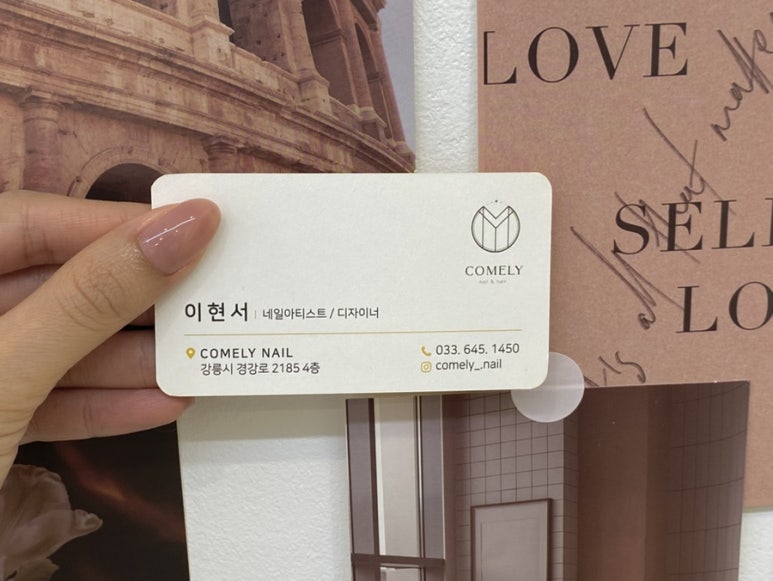 LOVE
SEL
LO
COMELY
nail & hair
이현서 | 네일아티스트 / 디자이너
COMELY NAIL
강릉시 경강로 2185 4층
033. 645. 1450
comely_.nail